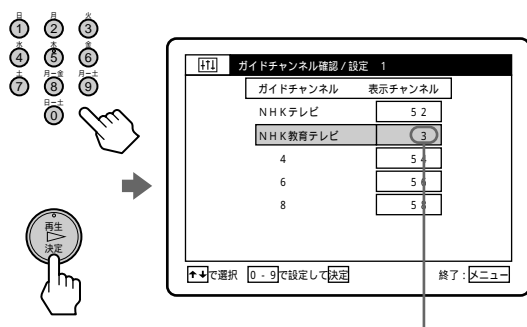 日 月 火
1 2 3
水 木 金
4 5 6
土 月-金 月-土
7 8 9
日-土
0
再生
決定
ガイドチャンネル確認/設定 1
ガイドチャンネル 表示チャンネル
NHKテレビ 52
NHK教育テレビ 3
4 54
6 56
8 58
で選択 0-9で設定して決定 終了:メニュー